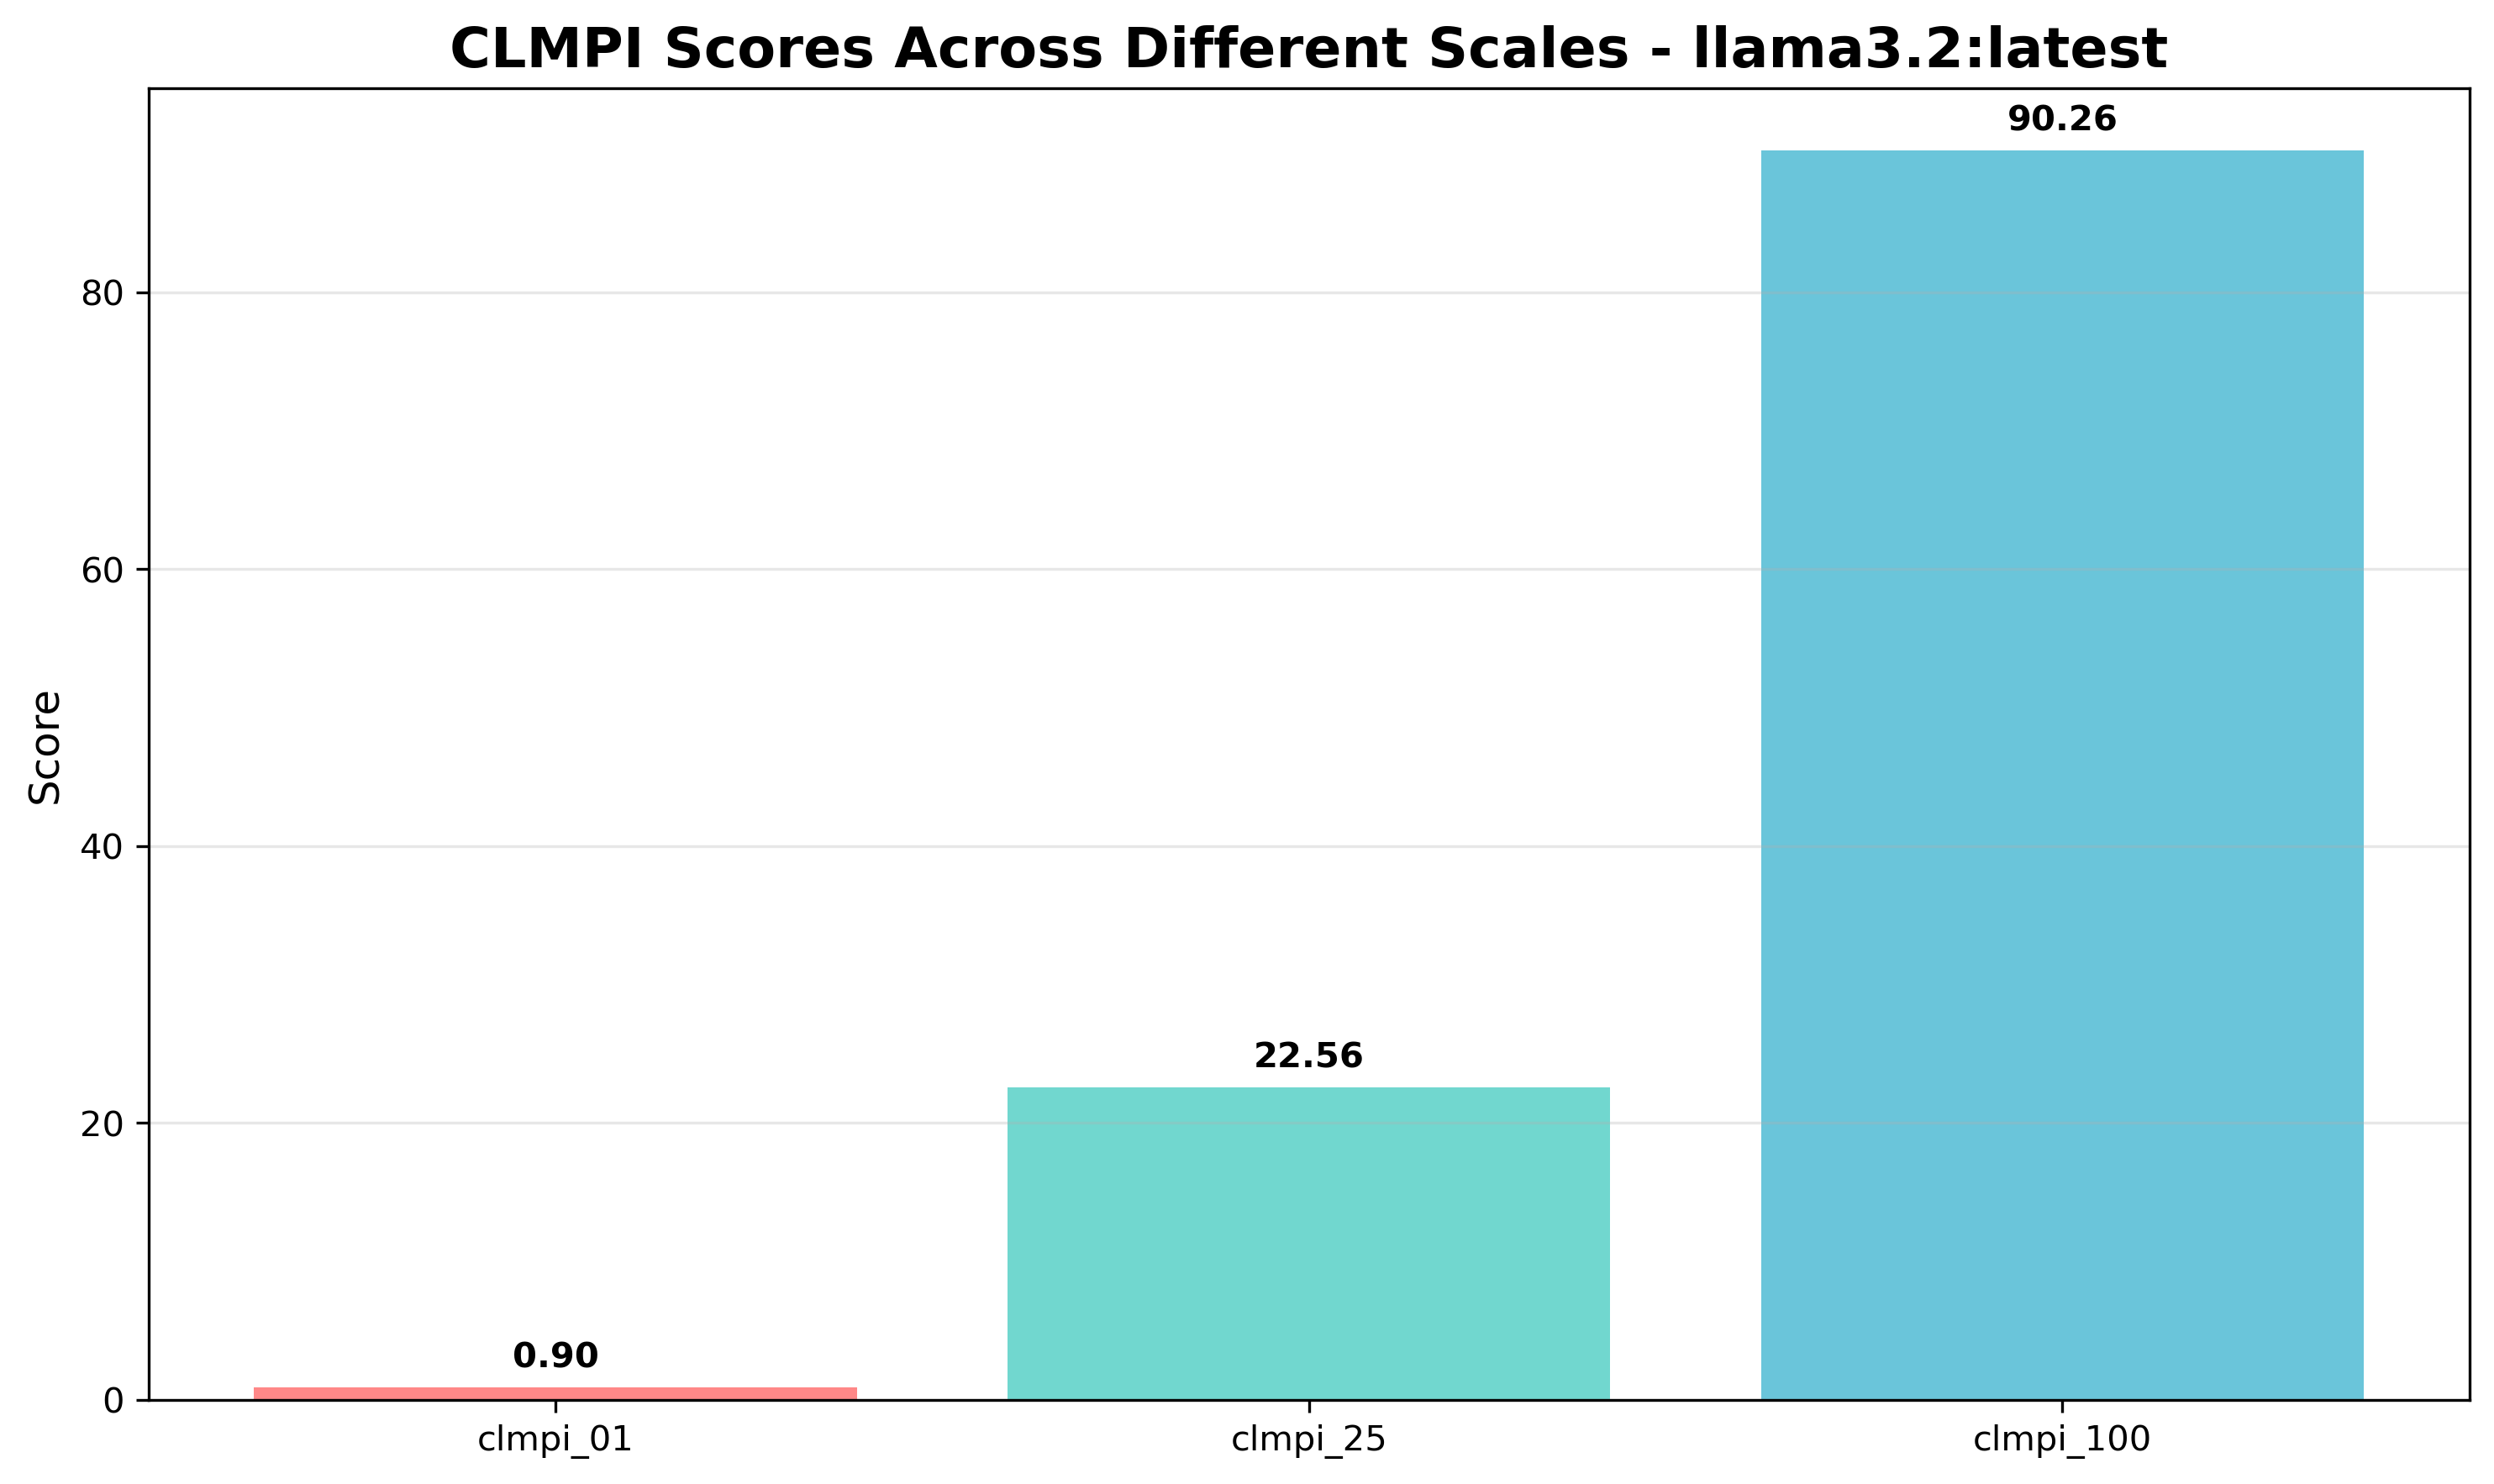 CLMPI Scores Across Different Scales - llama3.2:latest
90.26
80
60
Score
40
22.56
20
0.90
0
clmpi_01 clmpi_25 clmpi_100